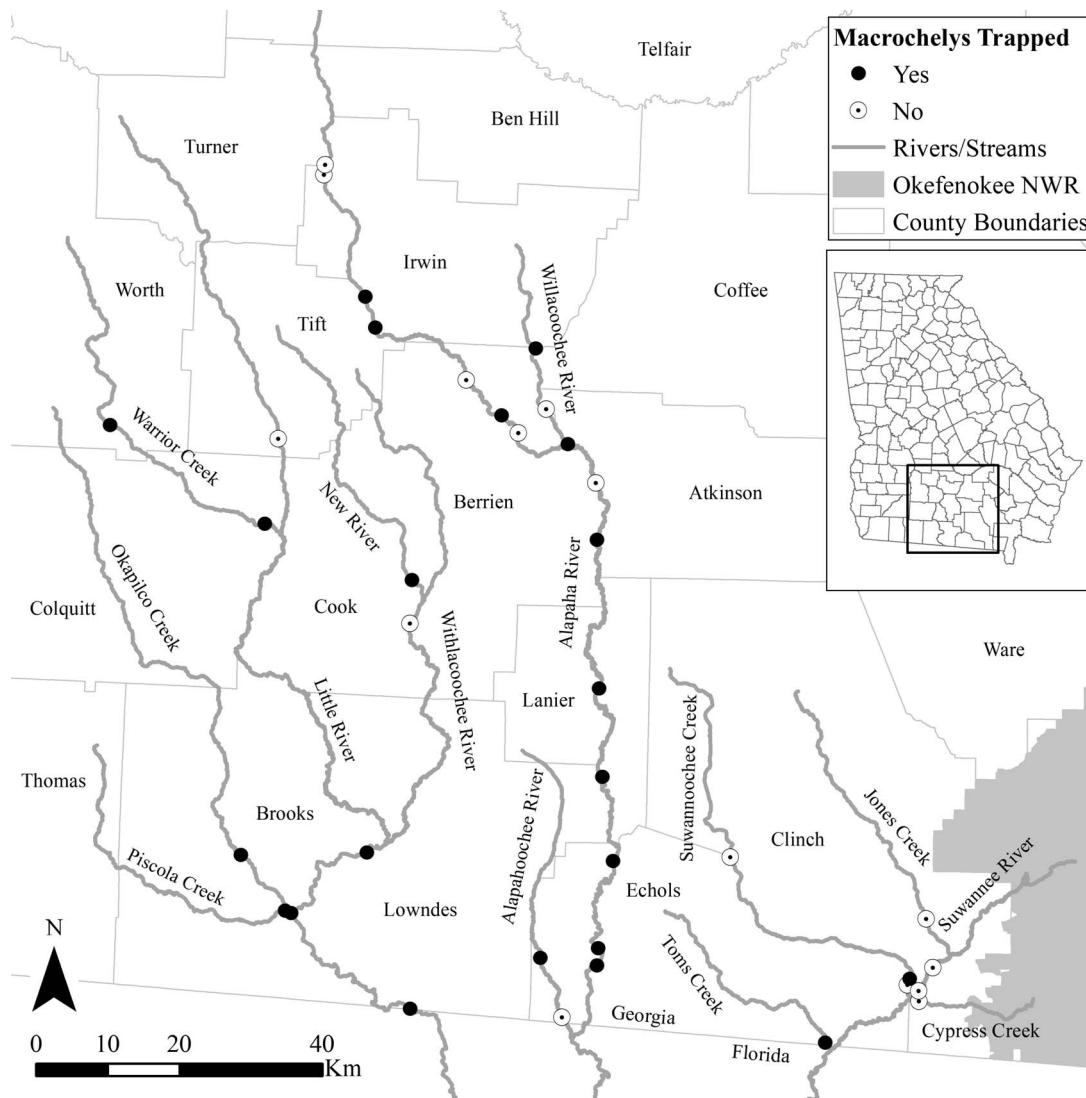 Telfair
Macrochelys Trapped
Yes
No
Rivers/Streams
Okefenokee NWR
County Boundaries
Ben Hill
Turner
Irwin
Willacoochee River
Coffee
Worth
Tift
Warrior Creek
New River
Berrien
Atkinson
Okapilco Creek
Alapaha River
Colquitt
Cook
Withlacoochee River
Ware
Little River
Lanier
Suwannoochee Creek
Thomas
Jones Creek
Brooks
Alapahoochee River
Clinch
Piscola Creek
Suwannee River
Echols
Lowndes
N
Toms Creek
Georgia
Cypress Creek
Florida
0 10 20 40
Km